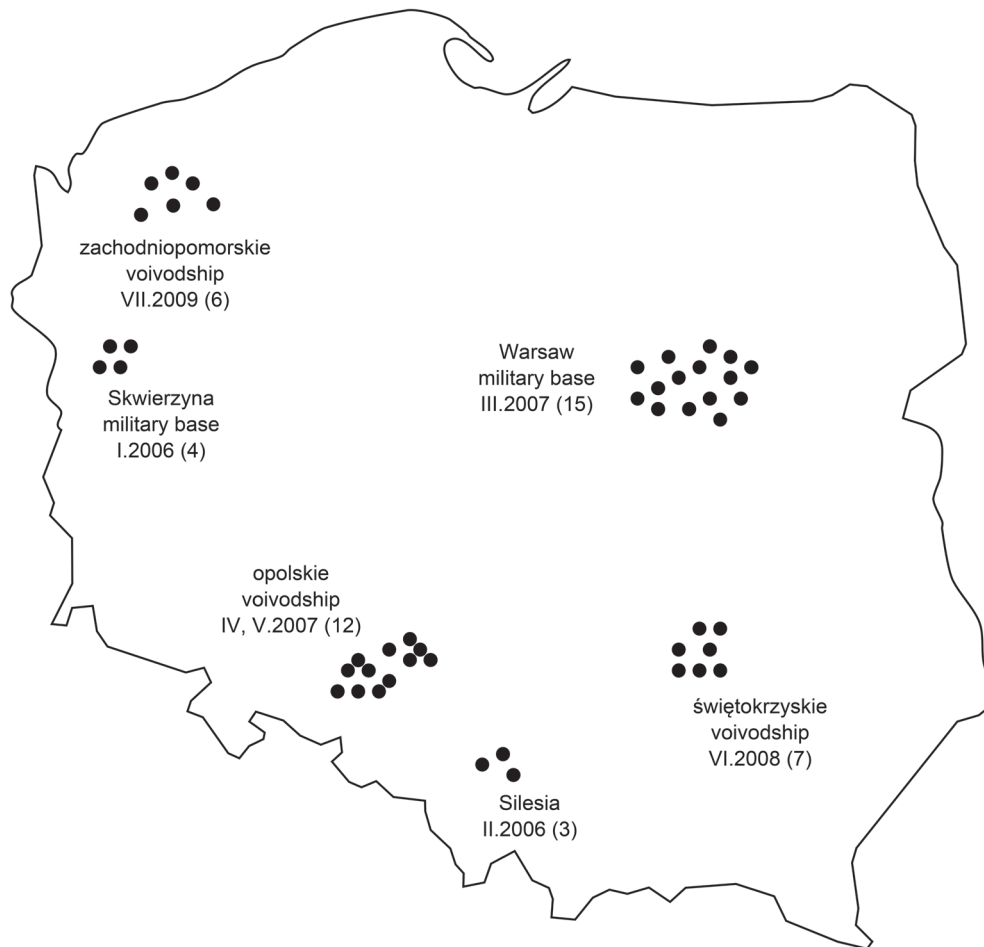 zachodniopomorskie
voivodship
VII.2009 (6)
Skwierzyna
military base
I.2006 (4)
Warsaw
military base
III.2007 (15)
opolskie
voivodship
IV, V.2007 (12)
świętokrzyskie
voivodship
VI.2008 (7)
Silesia
II.2006 (3)